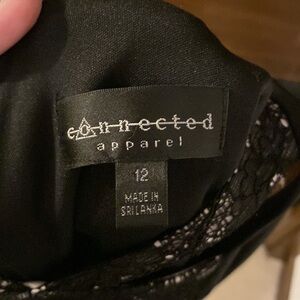 connected
apparel
12
MADE IN
SRI LANKA